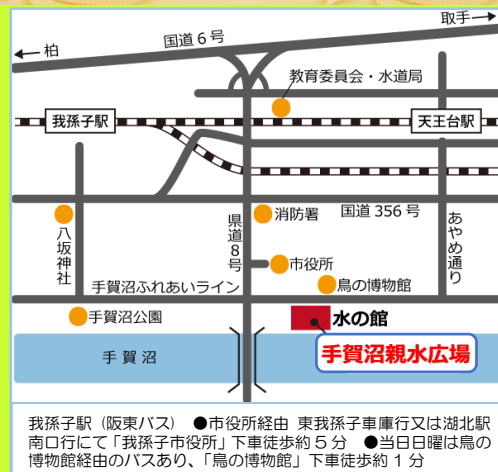 取手
国道6号
柏
教育委員会・水道局
我孫子駅
天王台駅
消防署
国道356号
八坂神社
県道8号
あやめ通り
市役所
手賀沼ふれあいライン
鳥の博物館
手賀沼公園
水の館
手賀沼
手賀沼親水広場
我孫子駅（阪東バス） ●市役所経由 東我孫子車庫行又は湖北駅
南口行にて「我孫子市役所」下車徒歩約5分 ●当日日曜は鳥の
博物館経由のバスあり、「鳥の博物館」下車徒歩約1分